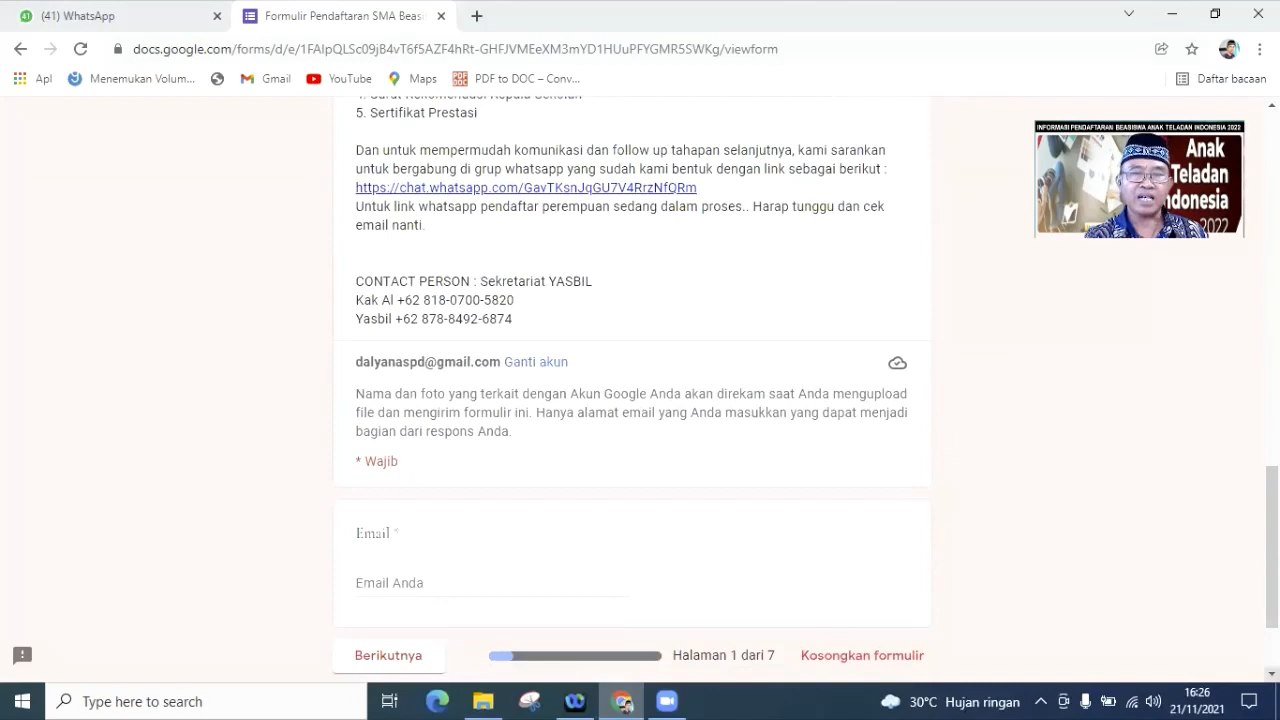 (41) WhatsApp
Formulir Pendaftaran SMA Beas
docs.google.com/forms/d/e/1FAIpQLSc09jB4vT6f5AZF4hRt-GHFJVMEeXM3mYD1HUuPFYGMR5SWKg/viewform
Apl
Menemukan Volum...
Gmail
YouTube
Maps
PDF to DOC – Conv...
Daftar bacaan
5. Sertifikat Prestasi
Dan untuk mempermudah komunikasi dan follow up tahapan selanjutnya, kami sarankan
untuk bergabung di grup whatsapp yang sudah kami bentuk dengan link sebagai berikut :
https://chat.whatsapp.com/GavTKsnJqGU7V4RrzNfQRm
Untuk link whatsapp pendaftar perempuan sedang dalam proses.. Harap tunggu dan cek
email nanti.
CONTACT PERSON : Sekretariat YASBIL
Kak Al +62 818-0700-5820
Yasbil +62 878-8492-6874
dalyanaspd@gmail.com Ganti akun
Nama dan foto yang terkait dengan Akun Google Anda akan direkam saat Anda mengupload
file dan mengirim formulir ini. Hanya alamat email yang Anda masukkan yang dapat menjadi
bagian dari respons Anda.
* Wajib
Email *
Email Anda
Berikutnya
Halaman 1 dari 7
Kosongkan formulir
INFORMASI PENDAFTARAN BEASISWA ANAK TELADAN INDONESIA 2022
Anak
Teladan
ndonesia
2022
Type here to search
30°C Hujan ringan
16:26
21/11/2021